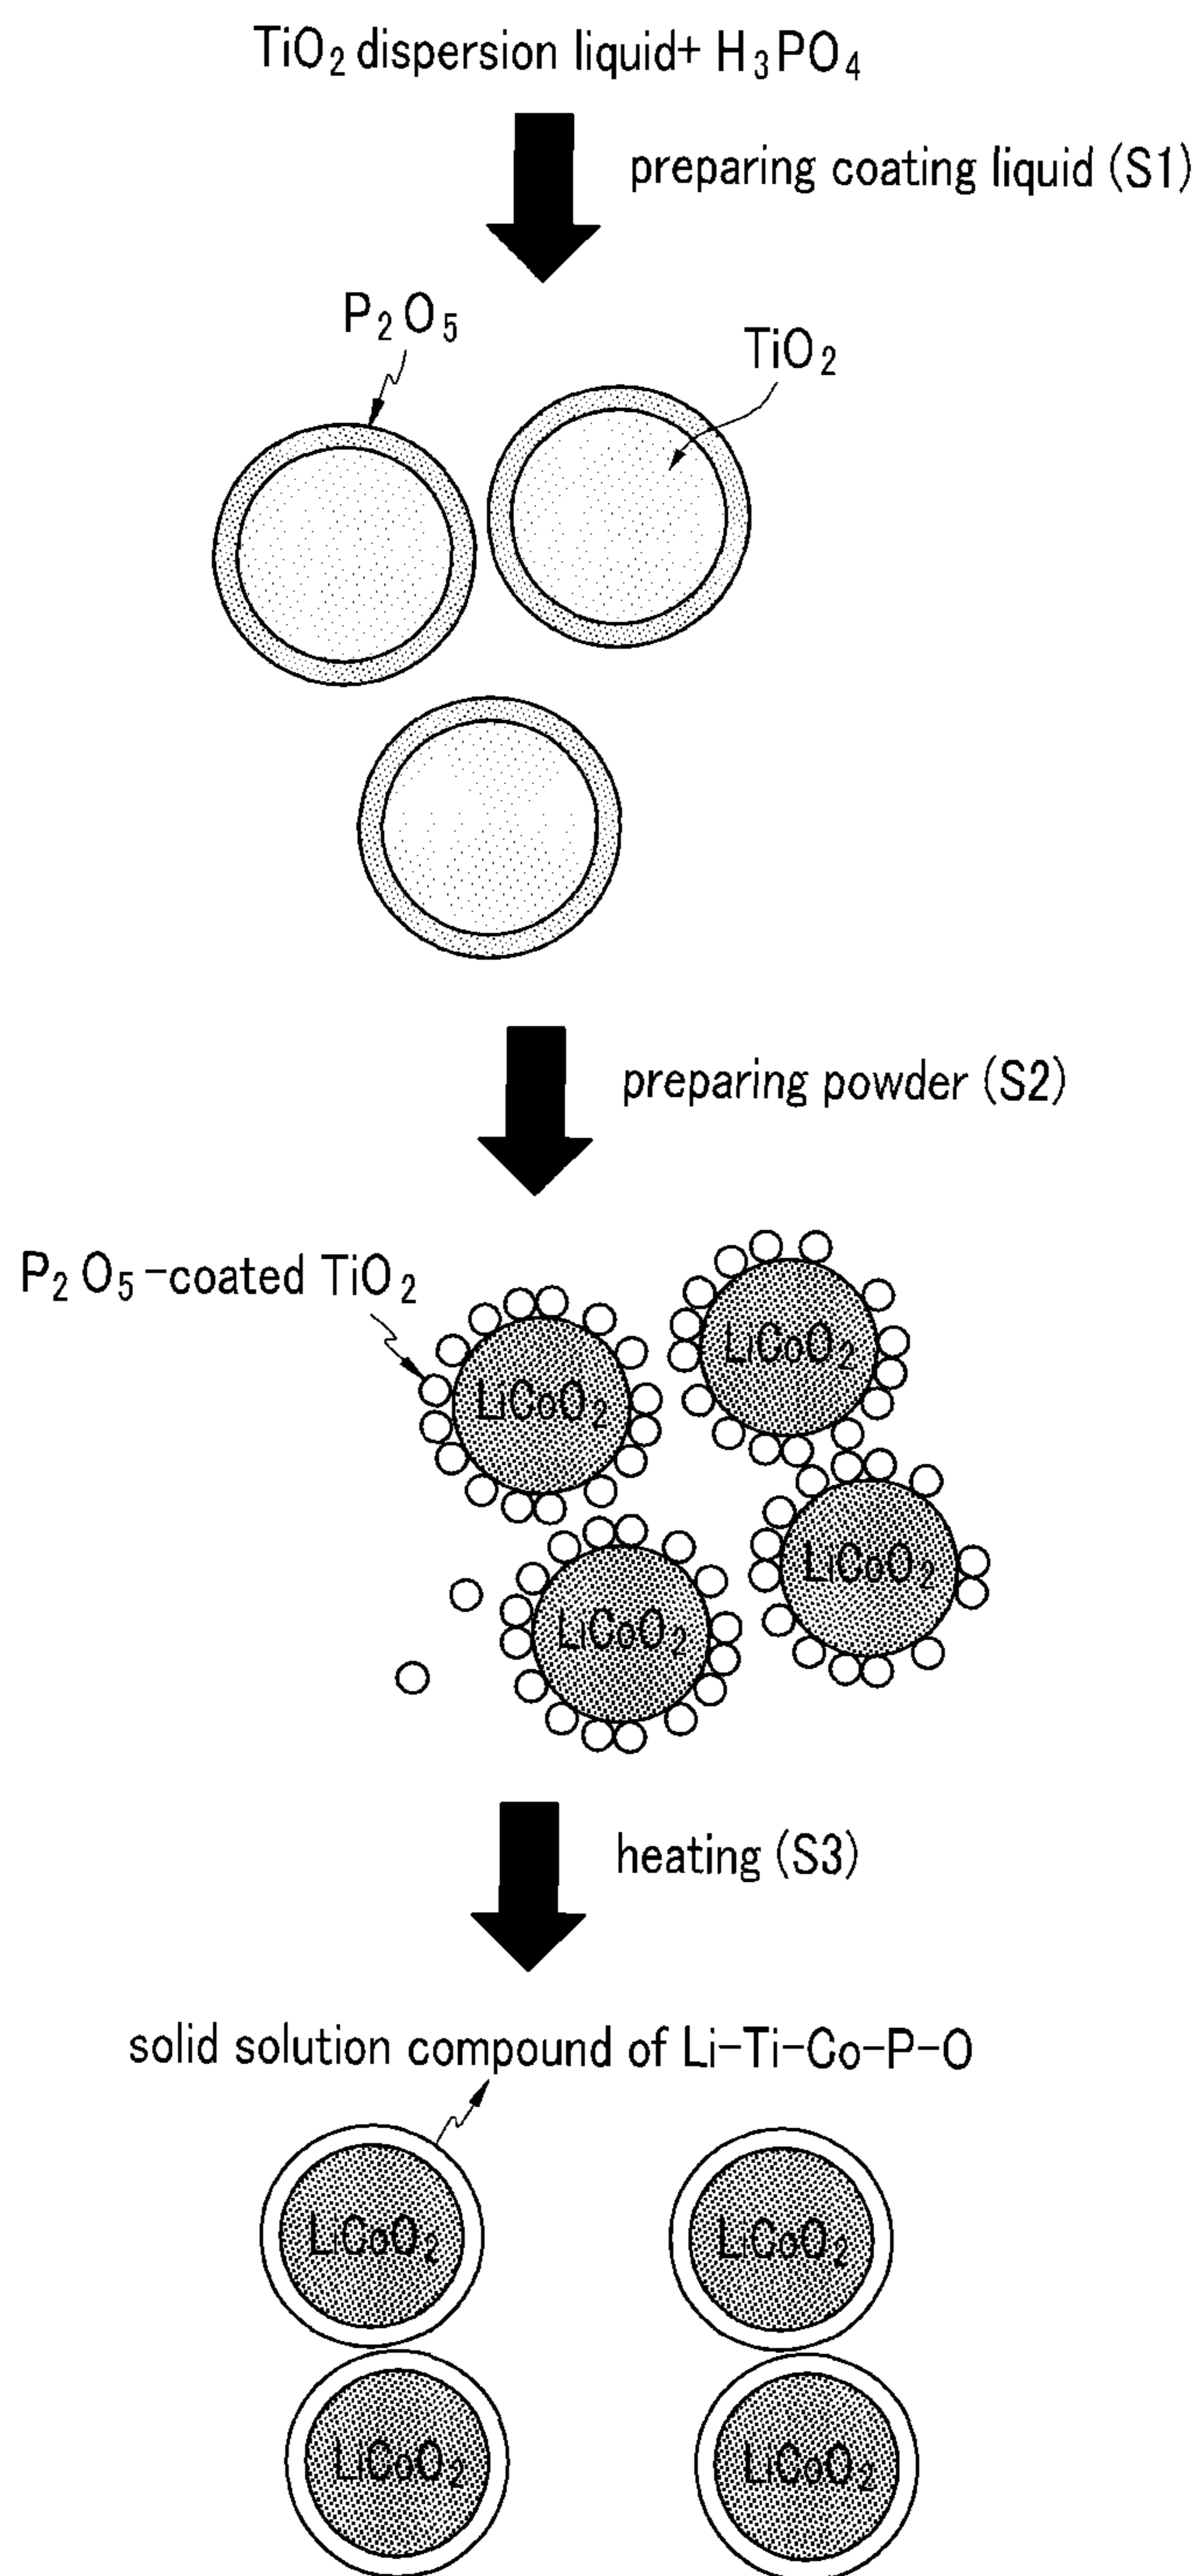 TiO₂ dispersion liquid+ H₃PO₄
preparing coating liquid (S1)
P₂O₅
TiO₂
preparing powder (S2)
P₂O₅-coated TiO₂
LiCoO₂
LiCoO₂
LiCoO₂
LiCoO₂
heating (S3)
solid solution compound of Li-Ti-Co-P-O
LiCoO₂
LiCoO₂
LiCoO₂
LiCoO₂